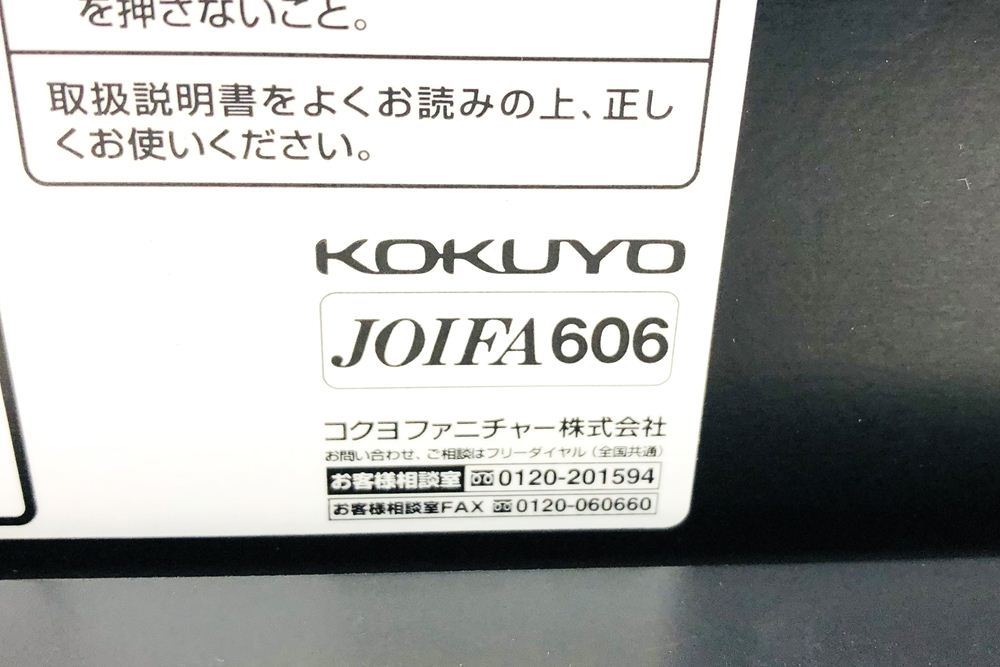 を押さないこと。
取扱説明書をよくお読みの上、正し
くお使いください。
KOKUYO
JOIFA606
コクヨファニチャー株式会社
お問い合わせ、ご相談はフリーダイヤル（全国共通）
お客様相談室 0120-201594
お客様相談室FAX 0120-060660